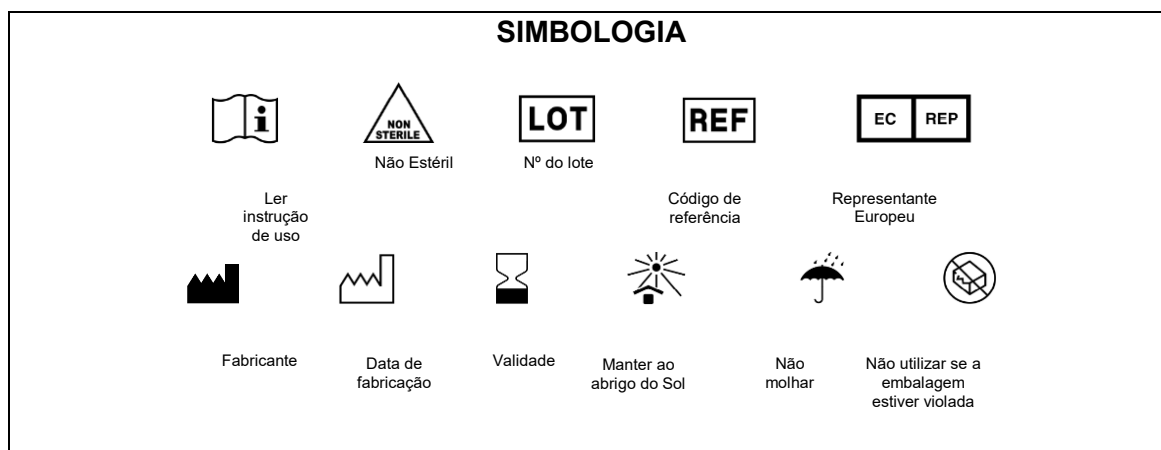 SIMBOLOGIA
i
NON
STERILE
LOT
REF
EC REP
Não Estéril
Nº do lote
Ler
instrução
de uso
Código de
referência
Representante
Europeu
Fabricante
Data de
fabricação
Validade
Manter ao
abrigo do Sol
Não
molhar
Não utilizar se a
embalagem
estiver violada